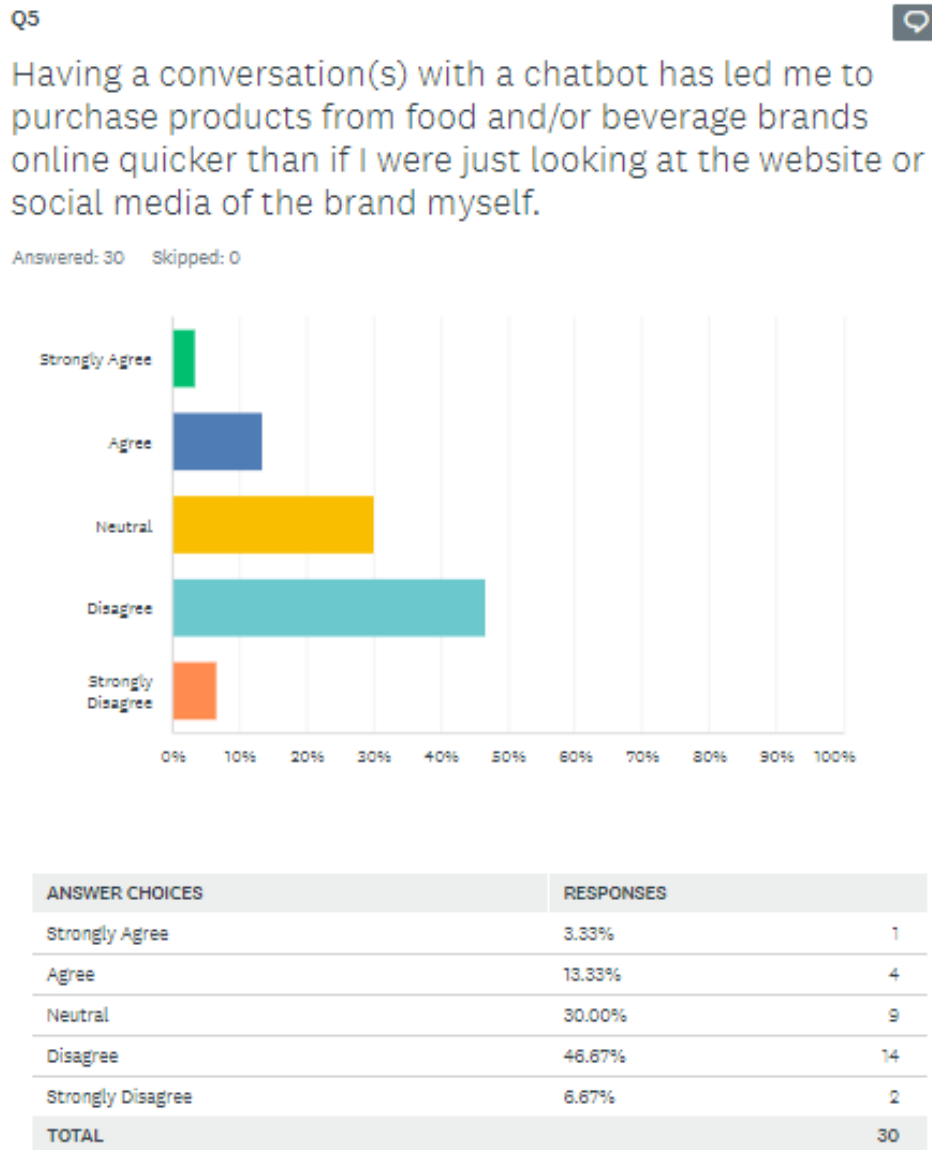 Q5
Having a conversation(s) with a chatbot has led me to
purchase products from food and/or beverage brands
online quicker than if I were just looking at the website or
social media of the brand myself.
Answered: 30 Skipped: 0
Strongly Agree
Agree
Neutral
Disagree
Strongly
Disagree
0% 10% 20% 30% 40% 50% 60% 70% 80% 90% 100%
ANSWER CHOICES RESPONSES
Strongly Agree 3.33% 1
Agree 13.33% 4
Neutral 30.00% 9
Disagree 46.67% 14
Strongly Disagree 6.67% 2
TOTAL 30